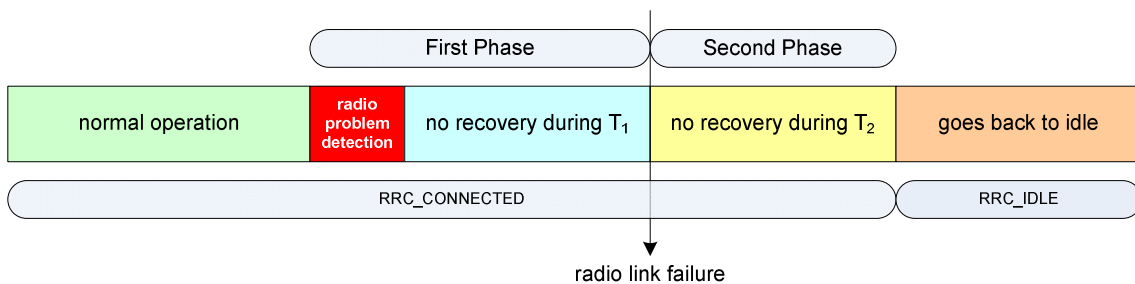 First Phase
Second Phase
normal operation
radio
problem
detection
no recovery during T₁
no recovery during T₂
goes back to idle
RRC_CONNECTED
RRC_IDLE
radio link failure